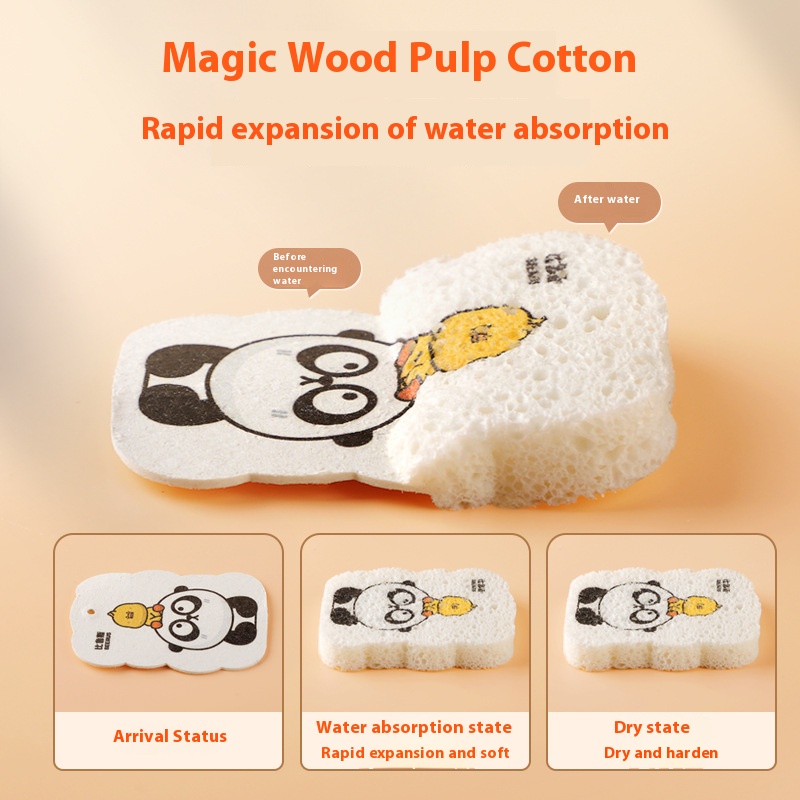 Magic Wood Pulp Cotton
Rapid expansion of water absorption
After water
Before
encountering
water
Arrival Status
Water absorption state
Rapid expansion and soft
Dry state
Dry and harden